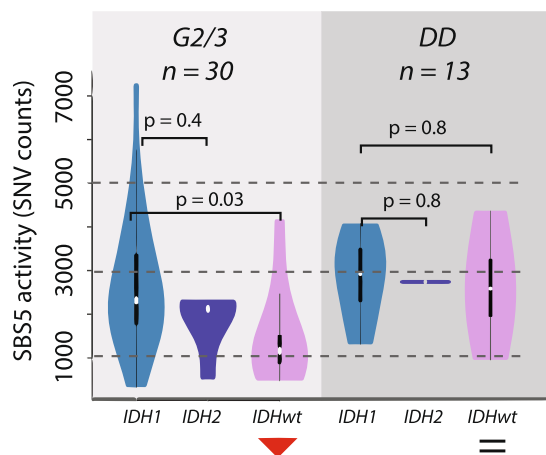 G2/3
n = 30
DD
n = 13
SBS5 activity (SNV counts)
7000
5000
3000
1000
p = 0.4
p = 0.03
p = 0.8
p = 0.8
IDH1 IDH2 IDHwt IDH1 IDH2 IDHwt
=